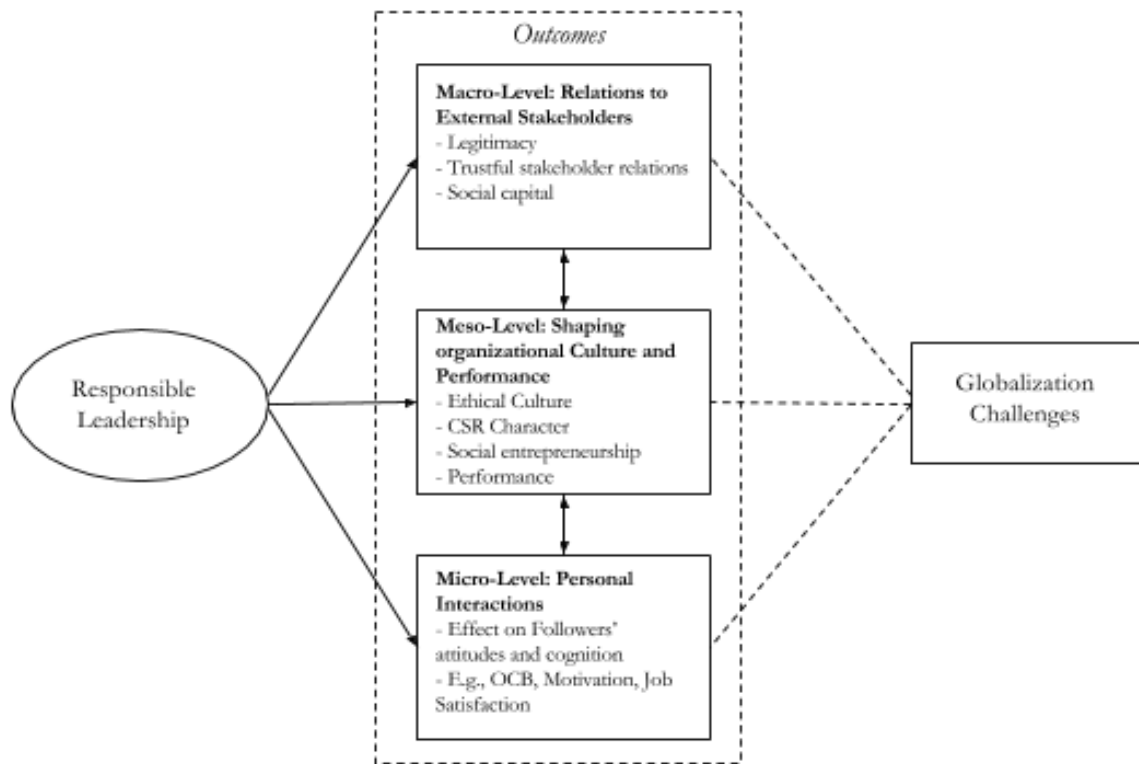 Outcomes
Macro-Level: Relations to
External Stakeholders
- Legitimacy
- Trustful stakeholder relations
- Social capital
Responsible
Leadership
Meso-Level: Shaping
organizational Culture and
Performance
- Ethical Culture
- CSR Character
- Social entrepreneurship
- Performance
Globalization
Challenges
Micro-Level: Personal
Interactions
- Effect on Followers'
attitudes and cognition
- E.g., OCB, Motivation, Job
Satisfaction